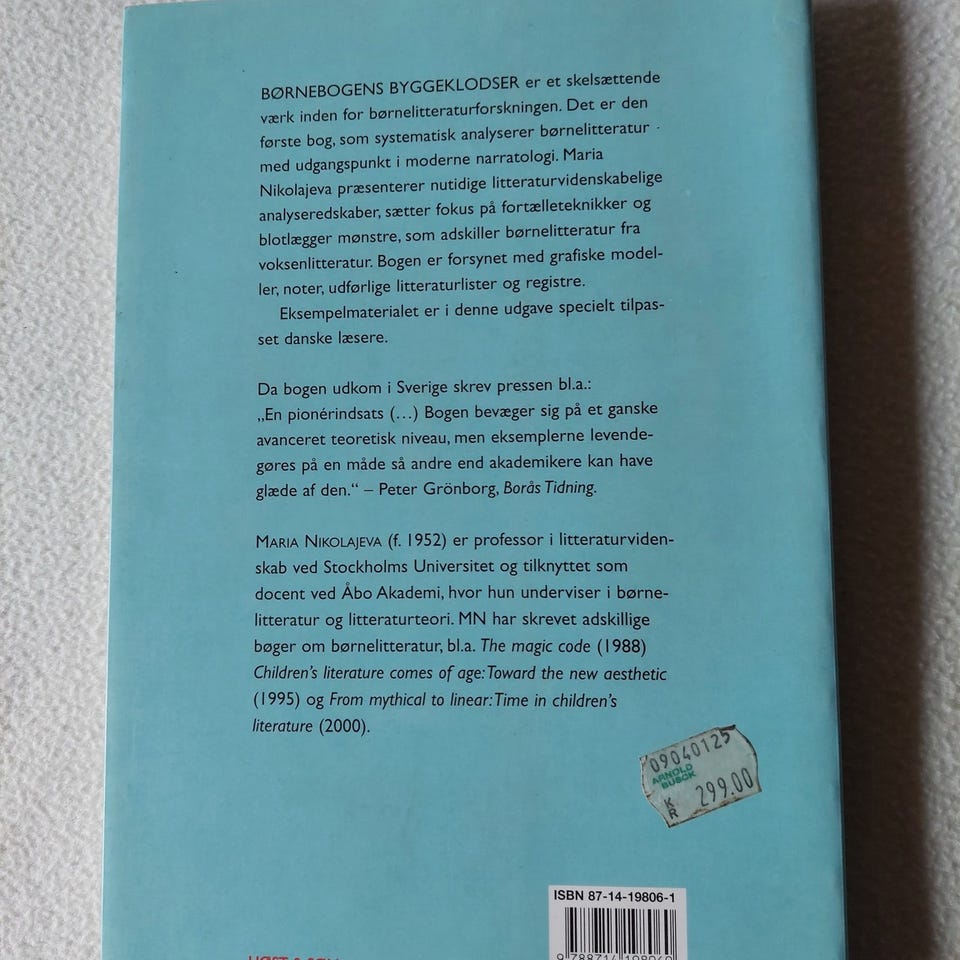 BØRNEBOGENS BYGGEKLODSER er et skelsættende
værk inden for børnelitteraturforskningen. Det er den
første bog, som systematisk analyserer børnelitteratur
med udgangspunkt i moderne narratologi. Maria
Nikolajeva præsenterer nutidige litteraturvidenskabelige
analyseredskaber, sætter fokus på fortælleteknikker og
blotlægger mønstre, som adskiller børnelitteratur fra
voksenlitteratur. Bogen er forsynet med grafiske model-
ler, noter, udførlige litteraturlister og registre.
Eksempelmaterialet er i denne udgave specielt tilpas-
set danske læsere.
Da bogen udkom i Sverige skrev pressen bl.a.:
„En pionérindsats (…) Bogen bevæger sig på et ganske
avanceret teoretisk niveau, men eksemplerne levende-
gøres på en måde så andre end akademikere kan have
glæde af den.“ – Peter Grönborg, Borås Tidning.
MARIA NIKOLAJEVA (f. 1952) er professor i litteraturviden-
skab ved Stockholms Universitet og tilknyttet som
docent ved Åbo Akademi, hvor hun underviser i børne-
litteratur og litteraturteori. MN har skrevet adskillige
bøger om børnelitteratur, bl.a. The magic code (1988)
Children's literature comes of age: Toward the new aesthetic
(1995) og From mythical to linear: Time in children's
literature (2000).
09040125
ARNOLD
BUSCK
KR 299.00
ISBN 87-14-19806-1